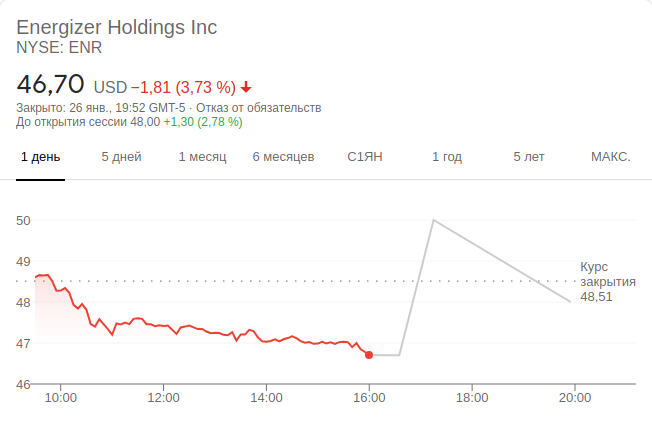 Energizer Holdings Inc
NYSE: ENR
46,70 USD −1,81 (3,73 %)
Закрыто: 26 янв., 19:52 GMT-5 · Отказ от обязательств
До открытия сессии 48,00 +1,30 (2,78 %)
1 день 5 дней 1 месяц 6 месяцев С1ЯН 1 год 5 лет МАКС.
50
49
Курс
закрытия
48,51
48
47
46
10:00 12:00 14:00 16:00 18:00 20:00